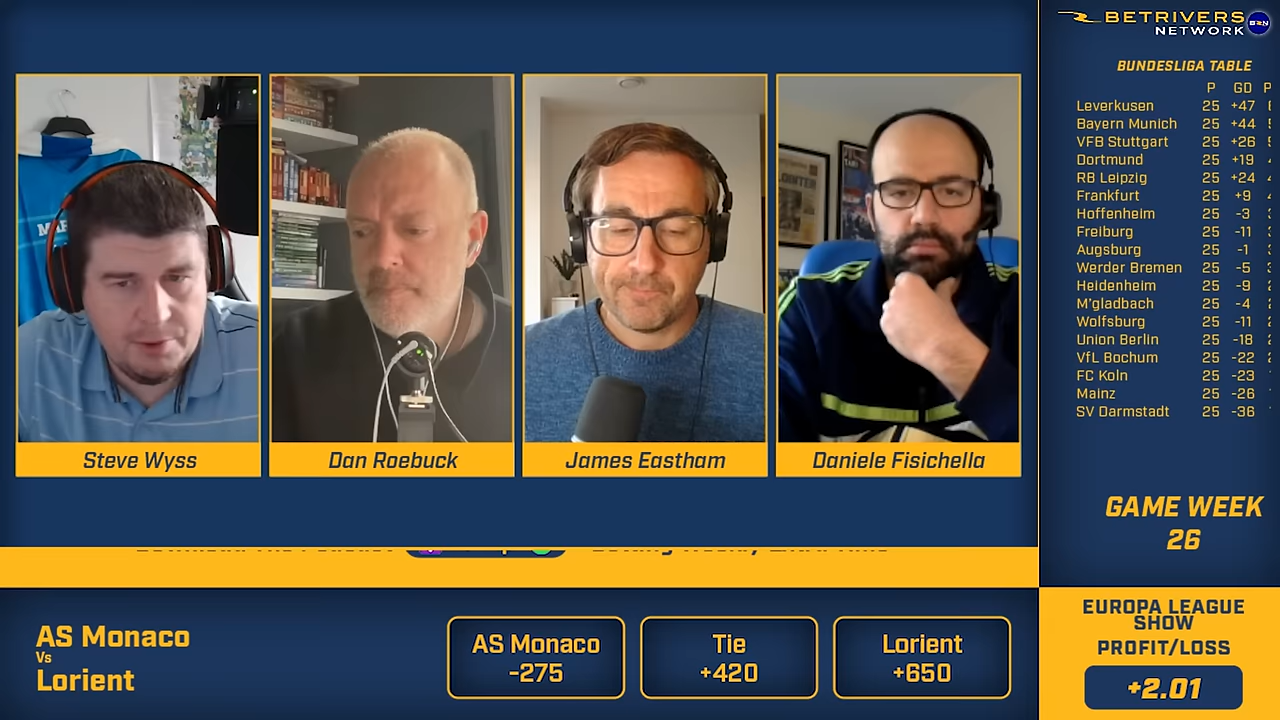 BETRIVERS
NETWORK BRN
BUNDESLIGA TABLE
P GD P
Leverkusen 25 +47
Bayern Munich 25 +44
VFB Stuttgart 25 +26
Dortmund 25 +19
RB Leipzig 25 +24
Frankfurt 25 +9
Hoffenheim 25 -3
Freiburg 25 -11
Augsburg 25 -1
Werder Bremen 25 -5
Heidenheim 25 -9
M'gladbach 25 -4
Wolfsburg 25 -11
Union Berlin 25 -18
VfL Bochum 25 -22
FC Koln 25 -23
Mainz 25 -26
SV Darmstadt 25 -36
Steve Wyss
Dan Roebuck
James Eastham
Daniele Fisichella
GAME WEEK
26
AS Monaco
Vs
Lorient
AS Monaco
-275
Tie
+420
Lorient
+650
EUROPA LEAGUE
SHOW
PROFIT/LOSS
+2.01